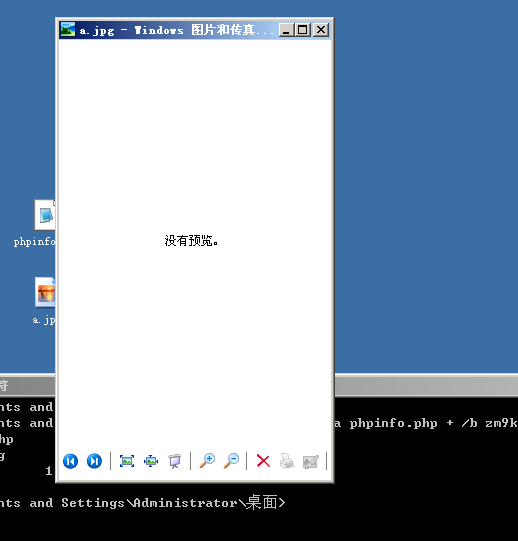 a.jpg - Windows 图片和传真...
没有预览。
phpinfo
a.jp
符
nts and
nts and
a phpinfo.php + /b zm9k
hp
g
1
nts and Settings\Administrator\桌面>